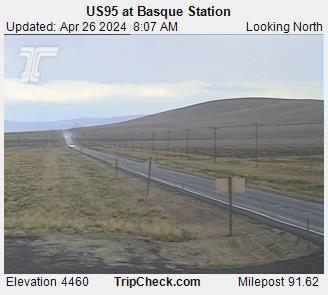 US95 at Basque Station
Updated: Apr 26 2024 8:07 AM Looking North
Elevation 4460 TripCheck.com Milepost 91.62